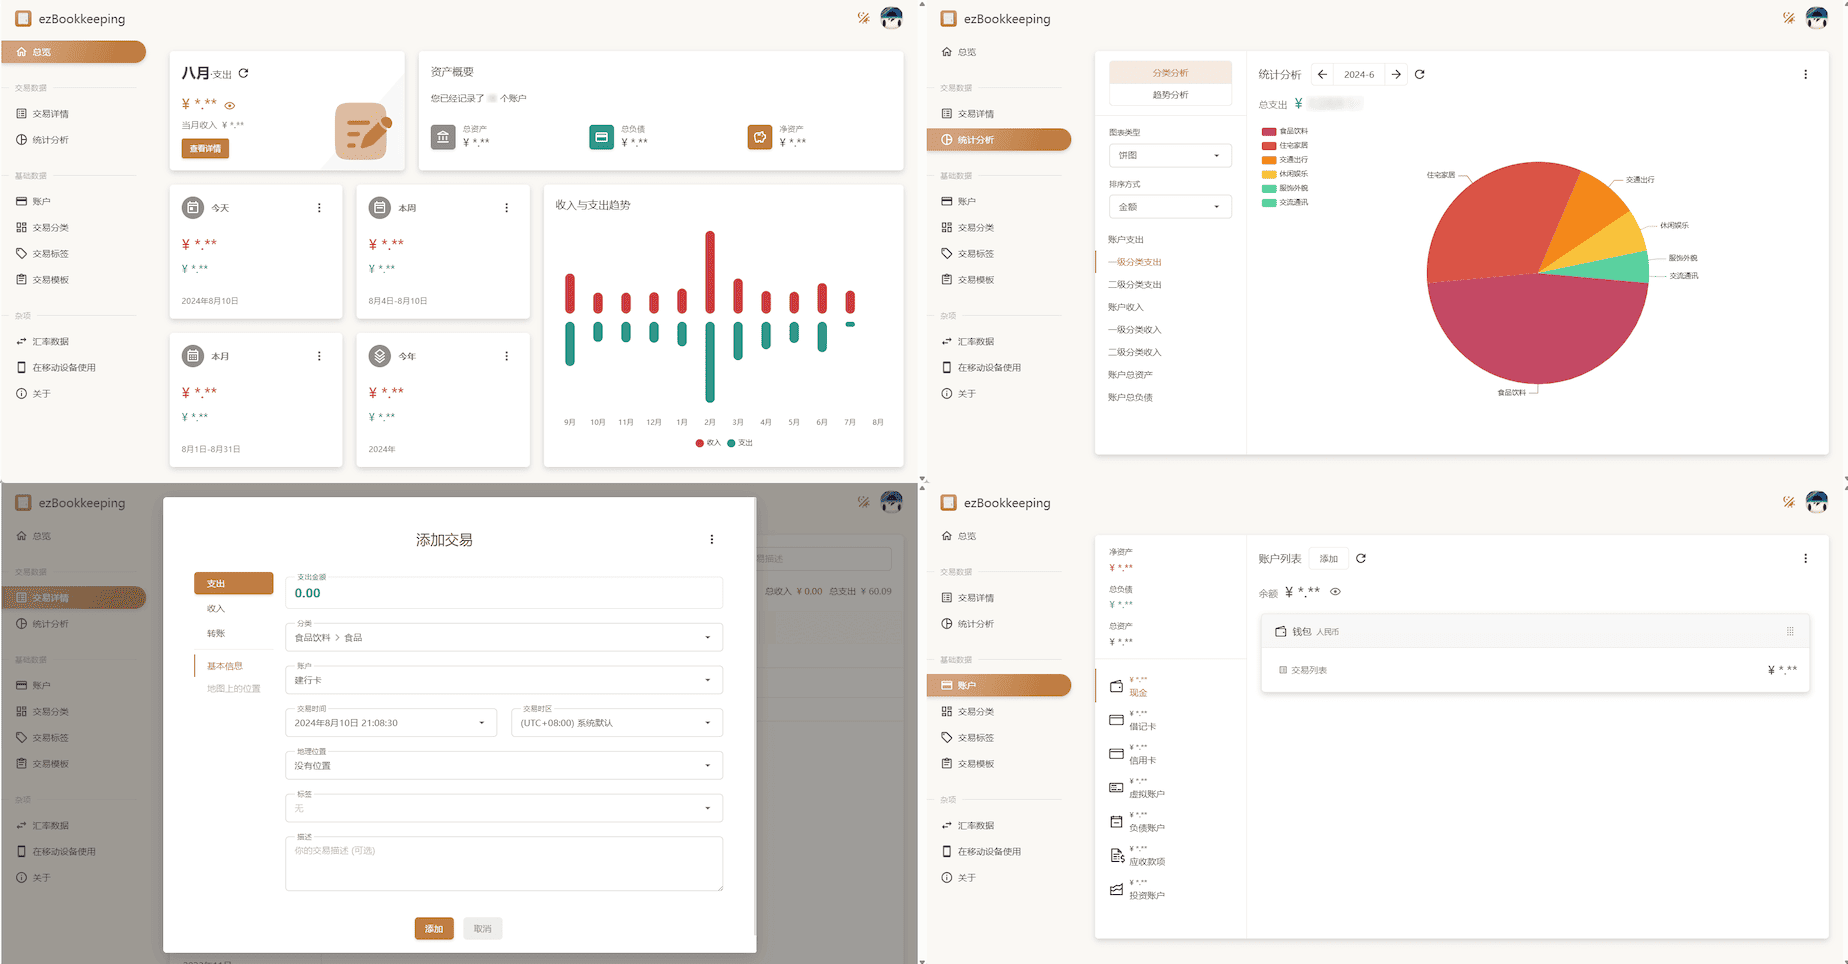 ezBookkeeping
总览
交易数据
交易详情
统计分析
基础数据
账户
交易分类
交易标签
交易模板
杂项
汇率数据
在移动设备使用
关于
八月·支出
¥ *.**
当月收入 ¥ *.**
查看详情
资产概要
您已经记录了 个账户
总资产
¥ *.**
总负债
¥ *.**
净资产
¥ *.**
今天
¥ *.**
¥ *.**
2024年8月10日
本周
¥ *.**
¥ *.**
8月4日-8月10日
本月
¥ *.**
¥ *.**
8月1日-8月31日
今年
¥ *.**
¥ *.**
2024年
收入与支出趋势
9月 10月 11月 12月 1月 2月 3月 4月 5月 6月 7月 8月
收入 支出
ezBookkeeping
总览
交易数据
交易详情
统计分析
基础数据
账户
交易分类
交易标签
交易模板
杂项
汇率数据
在移动设备使用
关于
分类分析
趋势分析
图表类型
饼图
排序方式
金额
账户支出
一级分类支出
二级分类支出
账户收入
一级分类收入
二级分类收入
账户总资产
账户总负债
统计分析 2024-6
总支出 ¥
食品饮料
住宅家居
交通出行
休闲娱乐
服饰外貌
交流通讯
住宅家居
交通出行
休闲娱乐
服饰外貌
交流通讯
食品饮料
ezBookkeeping
总览
交易数据
交易详情
统计分析
基础数据
账户
交易分类
交易标签
交易模板
杂项
汇率数据
在移动设备使用
关于
易描述
总收入 ¥ 0.00 总支出 ¥ 60.09
添加交易
支出
收入
转账
基本信息
地图上的位置
支出金额
0.00
分类
食品饮料 > 食品
账户
建行卡
交易时间
2024年8月10日 21:08:30
交易时区
(UTC+08:00) 系统默认
地理位置
没有位置
标签
无
描述
你的交易描述 (可选)
添加
取消
ezBookkeeping
总览
交易数据
交易详情
统计分析
基础数据
账户
交易分类
交易标签
交易模板
杂项
汇率数据
在移动设备使用
关于
净资产
¥ *.**
总负债
¥ *.**
总资产
¥ *.**
¥ *.**
现金
¥ *.**
借记卡
¥ *.**
信用卡
¥ *.**
虚拟账户
¥ *.**
负债账户
¥ *.**
应收款项
¥ *.**
投资账户
账户列表 添加
余额 ¥ *.**
钱包 人民币
交易列表 ¥ *.**